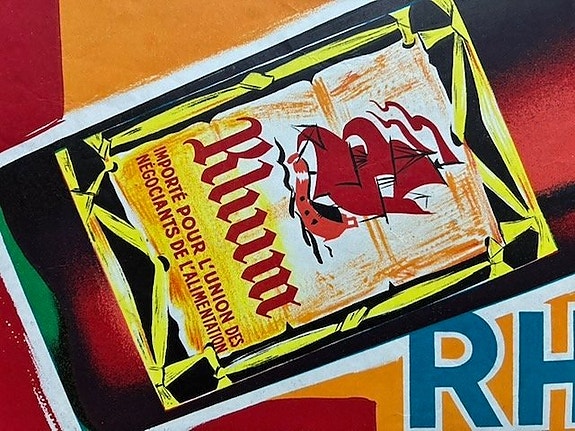 Rhum
IMPORTÉ POUR L'UNION DES
NÉGOCIANTS DE L'ALIMENTATION
RH